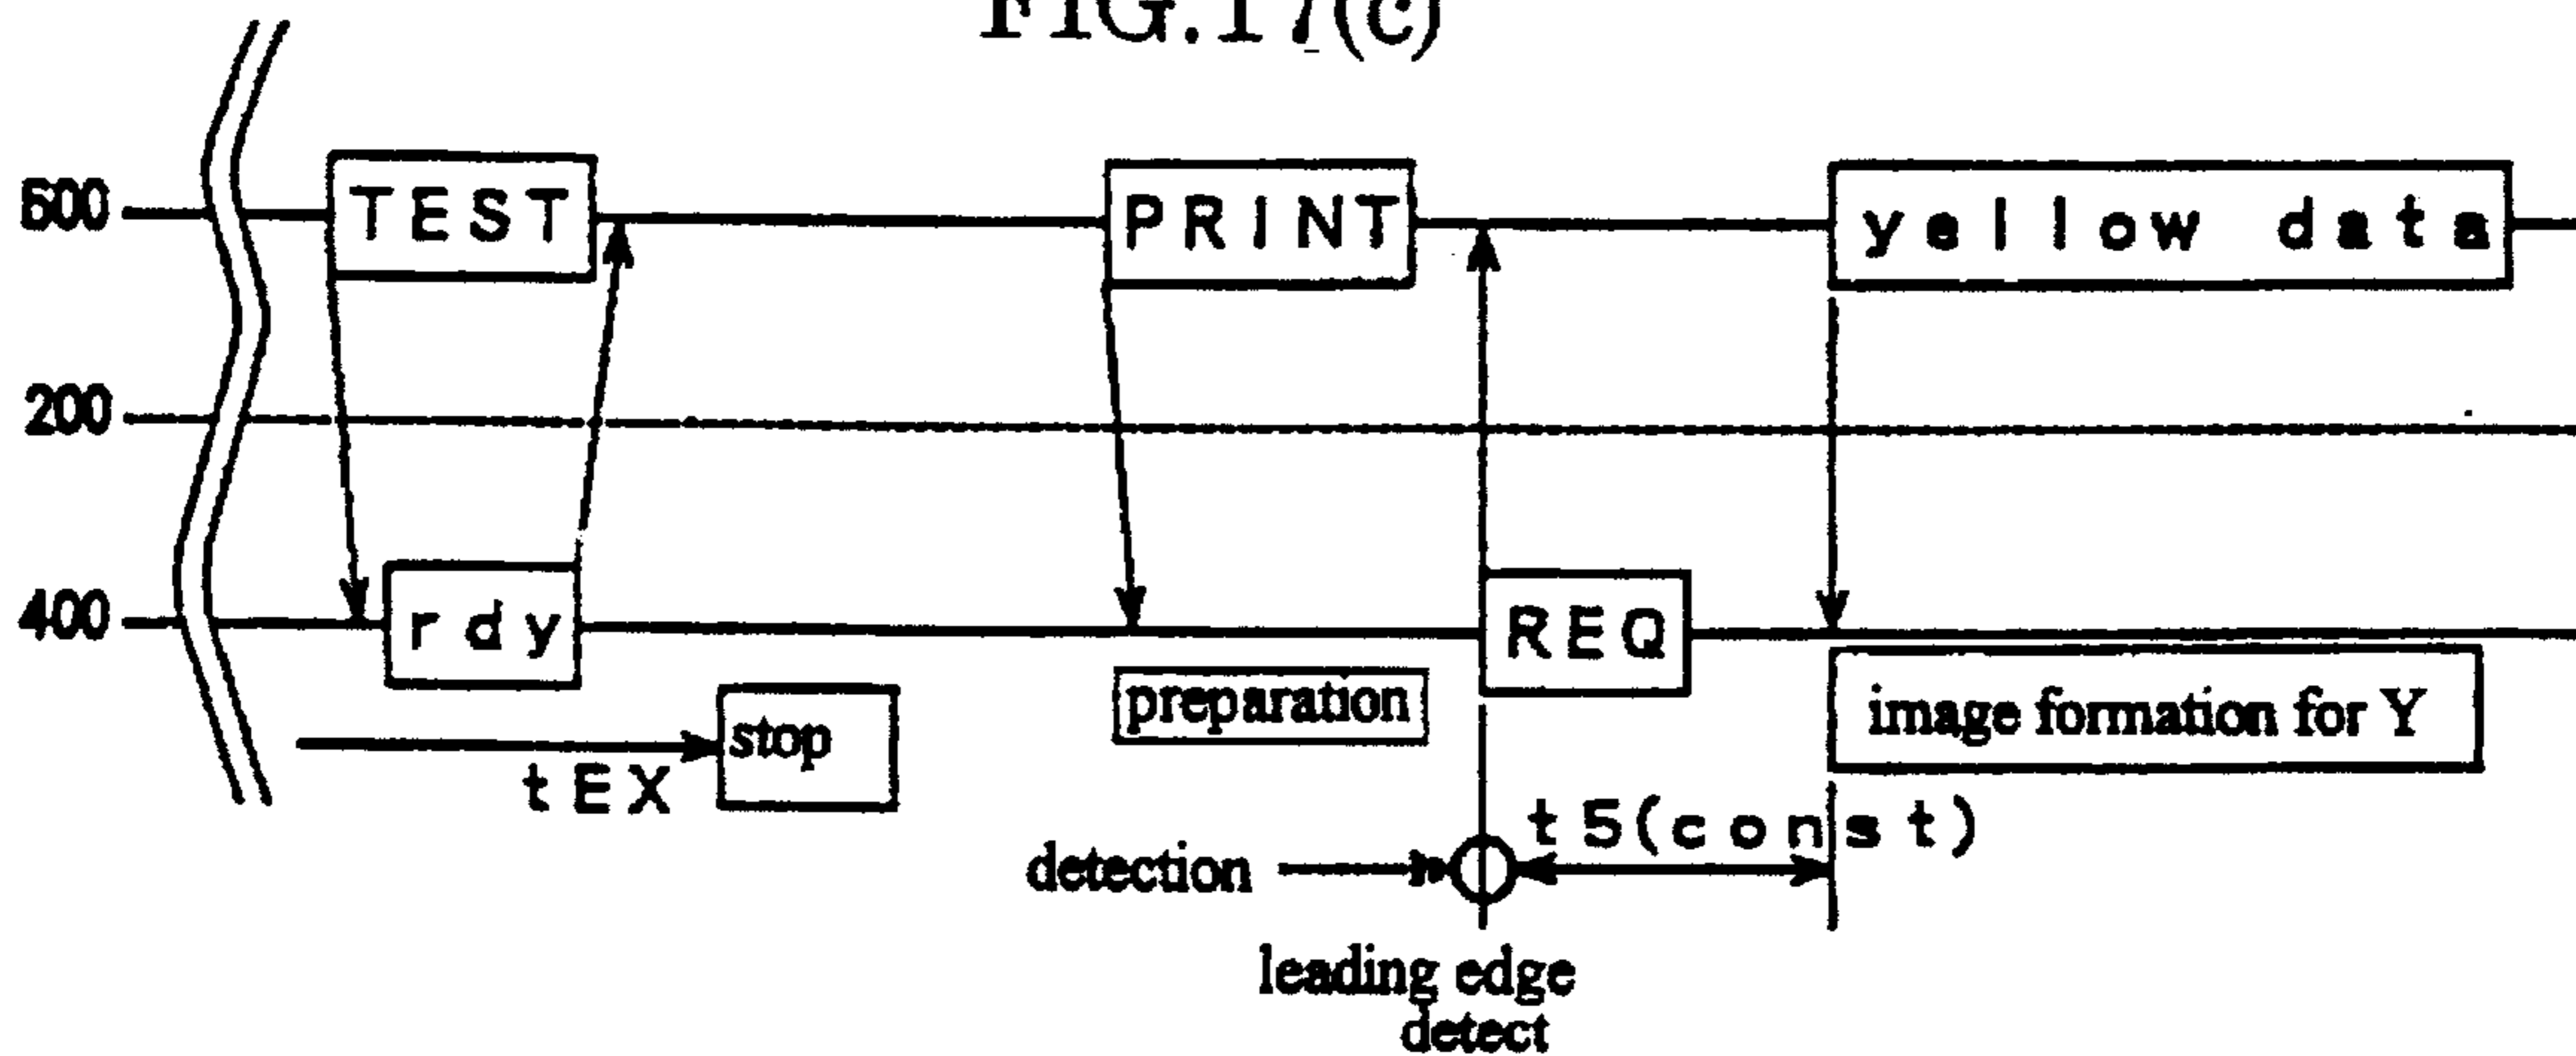 FIG.17(c)
600
TEST
PRINT
yellow data
200
400
rdy
REQ
preparation
stop
image formation for Y
tEX
t5(const)
detection
leading edge
detect